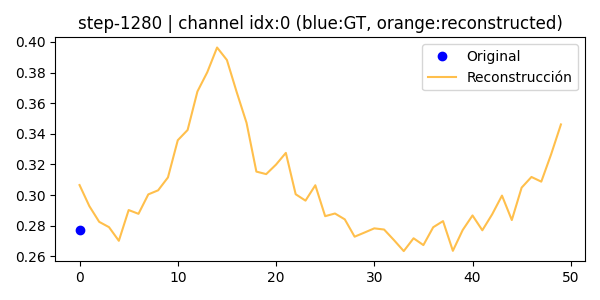 step-1280 | channel idx:0 (blue:GT, orange:reconstructed)
0.40
0.38
0.36
0.34
0.32
0.30
0.28
0.26
Original
Reconstrucción
0 10 20 30 40 50